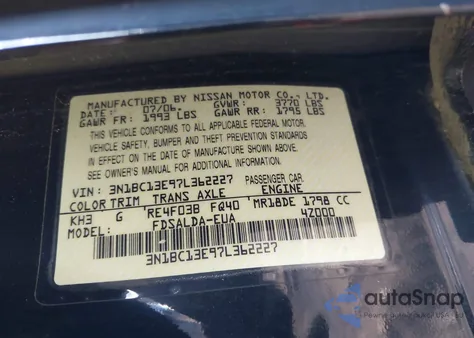 MANUFACTURED BY NISSAN MOTOR CO., LTD.
DATE: 07/06. GVWR: 3770 LBS
GAWR FR: 1993 LBS GAWR RR: 1795 LBS
THIS VEHICLE CONFORMS TO ALL APPLICABLE FEDERAL MOTOR
VEHICLE SAFETY, BUMPER AND THEFT PREVENTION STANDARDS
IN EFFECT ON THE DATE OF MANUFACTURE SHOWN ABOVE.
SEE OWNER'S MANUAL FOR ADDITIONAL INFORMATION.
VIN: 3N1BC13E97L362227 PASSENGER CAR.
COLOR TRIM TRANS AXLE ENGINE
KH3 G RE4F03B FQ40 MR18DE 1798 CC
MODEL: FDSALDA-EUA 4Z000
3N1BC13E97L362227
autoSnap